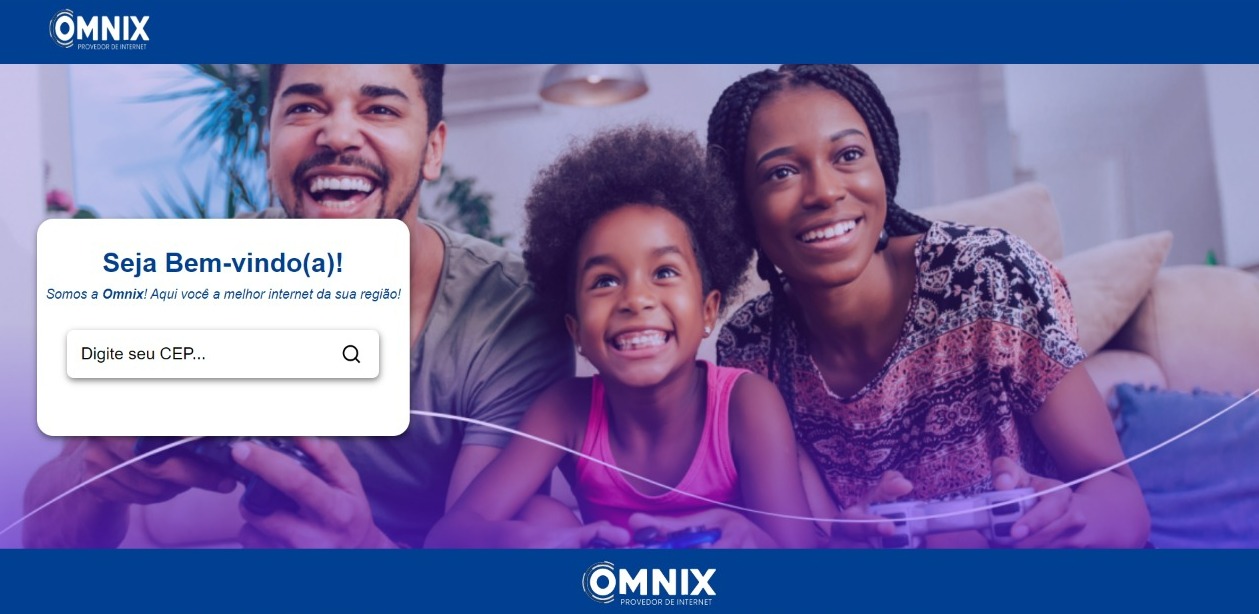 OMNIX
PROVEDOR DE INTERNET
Seja Bem-vindo(a)!
Somos a Omnix! Aqui você a melhor internet da sua região!
Digite seu CEP...
OMNIX
PROVEDOR DE INTERNET